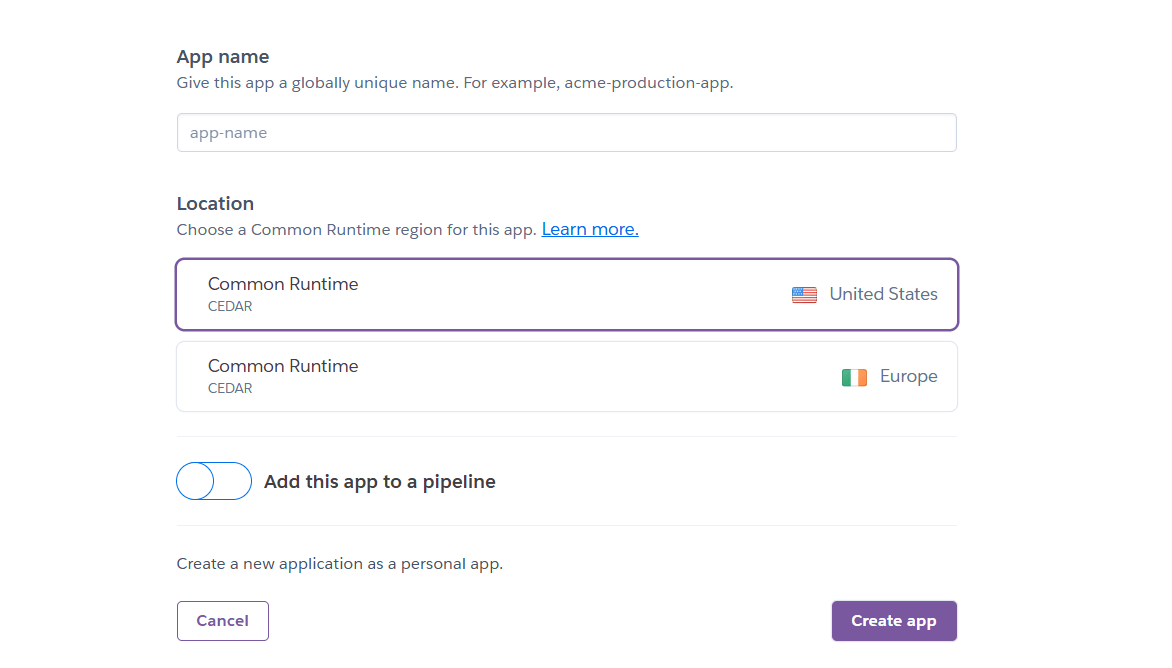 App name
Give this app a globally unique name. For example, acme-production-app.
app-name
Location
Choose a Common Runtime region for this app. Learn more.
Common Runtime
CEDAR
United States
Common Runtime
CEDAR
Europe
Add this app to a pipeline
Create a new application as a personal app.
Cancel
Create app